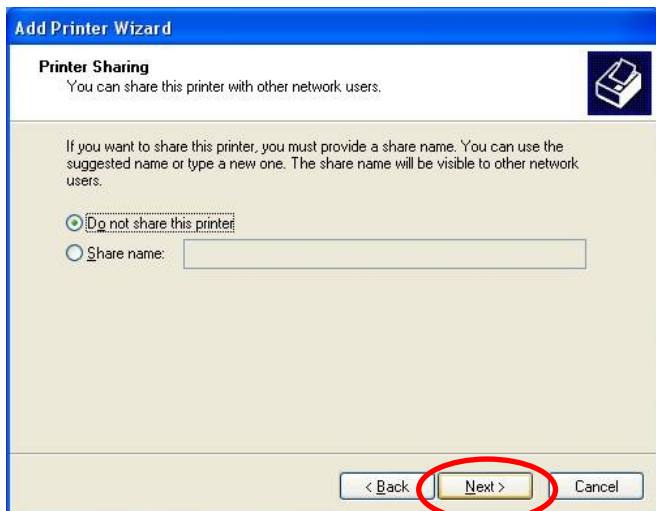 Add Printer Wizard
Printer Sharing
You can share this printer with other network users.
If you want to share this printer, you must provide a share name. You can use the
suggested name or type a new one. The share name will be visible to other network
users.
Do not share this printer
Share name:
< Back Next > Cancel